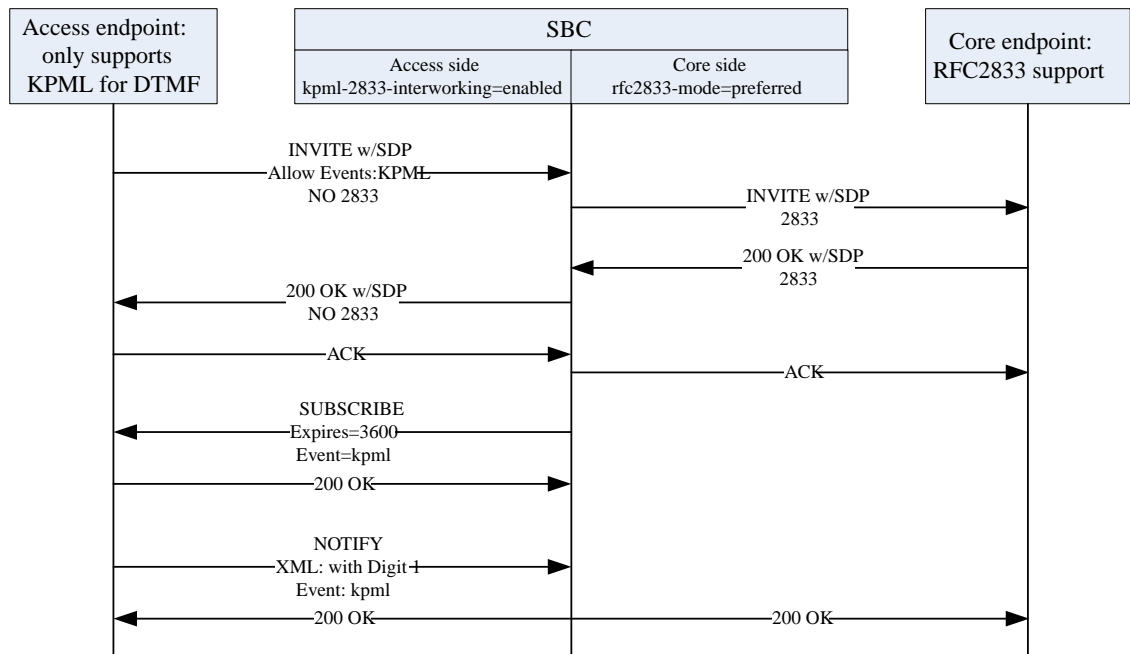 Access endpoint:
only supports
KPML for DTMF
SBC
Access side
kpml-2833-interworking=enabled
Core side
rfc2833-mode=preferred
Core endpoint:
RFC2833 support
INVITE w/SDP
Allow Events:KPML
NO 2833
INVITE w/SDP
2833
200 OK w/SDP
2833
200 OK w/SDP
NO 2833
ACK
ACK
SUBSCRIBE
Expires=3600
Event=kpml
200 OK
NOTIFY
XML: with Digit 1
Event: kpml
200 OK
200 OK